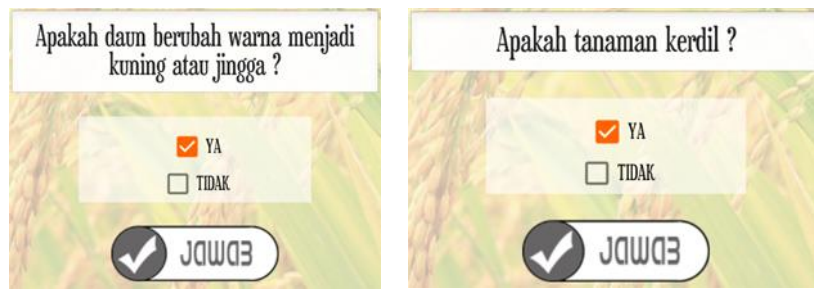 Apakah daun berubah warna menjadi
kuning atau jingga ?
YA
TIDAK
JAWAB
Apakah tanaman kerdil ?
YA
TIDAK
JAWAB